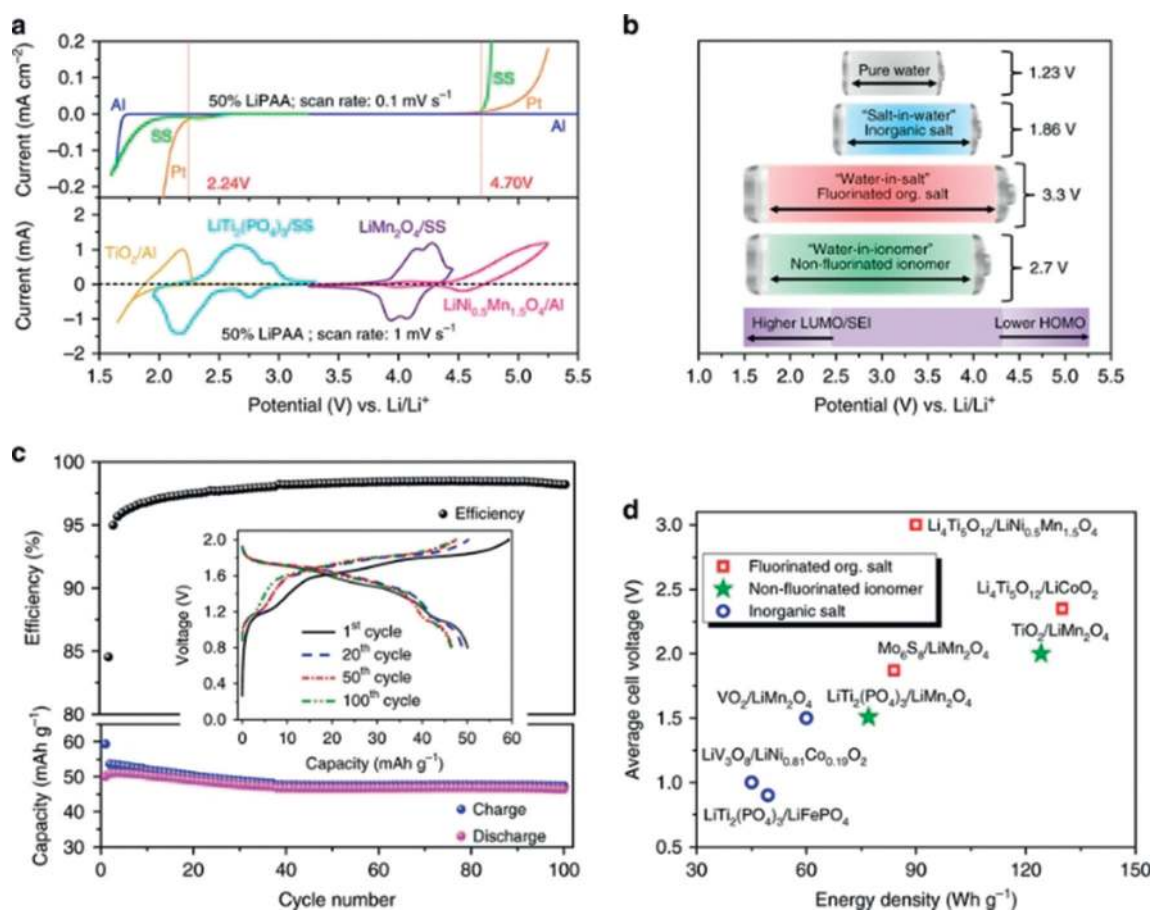 a
Current (mA cm−2)
0.2
0.1
0.0
−0.1
−0.2
Al
50% LiPAA; scan rate: 0.1 mV s−1
SS
Pt
SS
Al
Pt
2.24V
4.70V
Current (mA)
2
1
0
−1
−2
TiO2/Al
LiTi2(PO4)3/SS
LiMn2O4/SS
LiNi0.5Mn1.5O4/Al
50% LiPAA ; scan rate: 1 mV s−1
1.5 2.0 2.5 3.0 3.5 4.0 4.5 5.0 5.5
Potential (V) vs. Li/Li+
b
Pure water
1.23 V
"Salt-in-water"
Inorganic salt
1.86 V
"Water-in-salt"
Fluorinated org. salt
3.3 V
"Water-in-ionomer"
Non-fluorinated ionomer
2.7 V
Higher LUMO/SEI
Lower HOMO
1.0 1.5 2.0 2.5 3.0 3.5 4.0 4.5 5.0 5.5
Potential (V) vs. Li/Li+
c
Efficiency (%)
100
95
90
85
80
Efficiency
Voltage (V)
2.0
1.6
1.2
0.8
0.4
0.0
1st cycle
20th cycle
50th cycle
100th cycle
0 10 20 30 40 50 60
Capacity (mAh g−1)
Capacity (mAh g−1)
60
50
40
30
Charge
Discharge
0 20 40 60 80 100
Cycle number
d
Average cell voltage (V)
3.0
2.5
2.0
1.5
1.0
0.5
Li4Ti5O12/LiNi0.5Mn1.5O4
Fluorinated org. salt
Non-fluorinated ionomer
Inorganic salt
Li4Ti5O12/LiCoO2
TiO2/LiMn2O4
Mo6S8/LiMn2O4
VO2/LiMn2O4
LiTi2(PO4)3/LiMn2O4
LiV3O8/LiNi0.81Co0.19O2
LiTi2(PO4)3/LiFePO4
30 60 90 120 150
Energy density (Wh g−1)